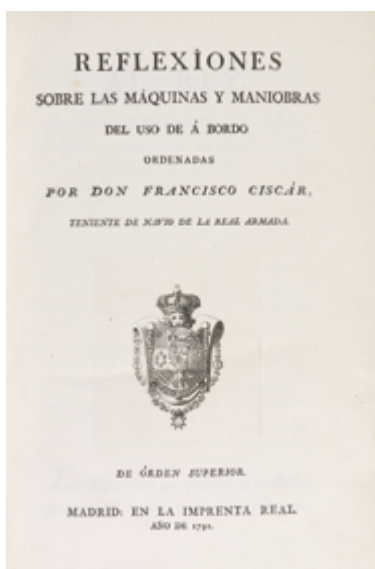 REFLEXÎONES
SOBRE LAS MÁQUINAS Y MANIOBRAS
DEL USO DE Á BORDO
ORDENADAS
POR DON FRANCISCO CISCÁR,
TENIENTE DE NAVIO DE LA REAL ARMADA.
DE ÓRDEN SUPERIOR.
MADRID: EN LA IMPRENTA REAL.
AÑO DE 1791.